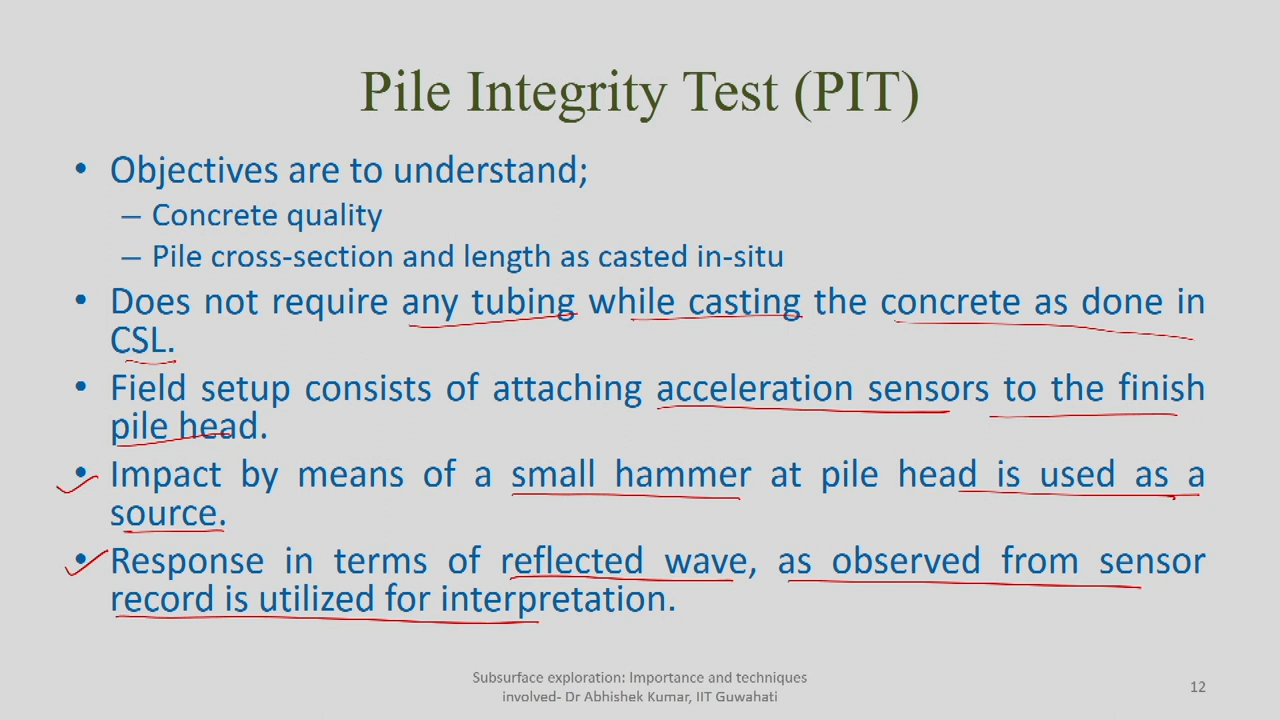 Pile Integrity Test (PIT)
• Objectives are to understand;
– Concrete quality
– Pile cross-section and length as casted in-situ
• Does not require any tubing while casting the concrete as done in
CSL.
• Field setup consists of attaching acceleration sensors to the finish
pile head.
• Impact by means of a small hammer at pile head is used as a
source.
• Response in terms of reflected wave, as observed from sensor
record is utilized for interpretation.
Subsurface exploration: Importance and techniques
involved- Dr Abhishek Kumar, IIT Guwahati
12